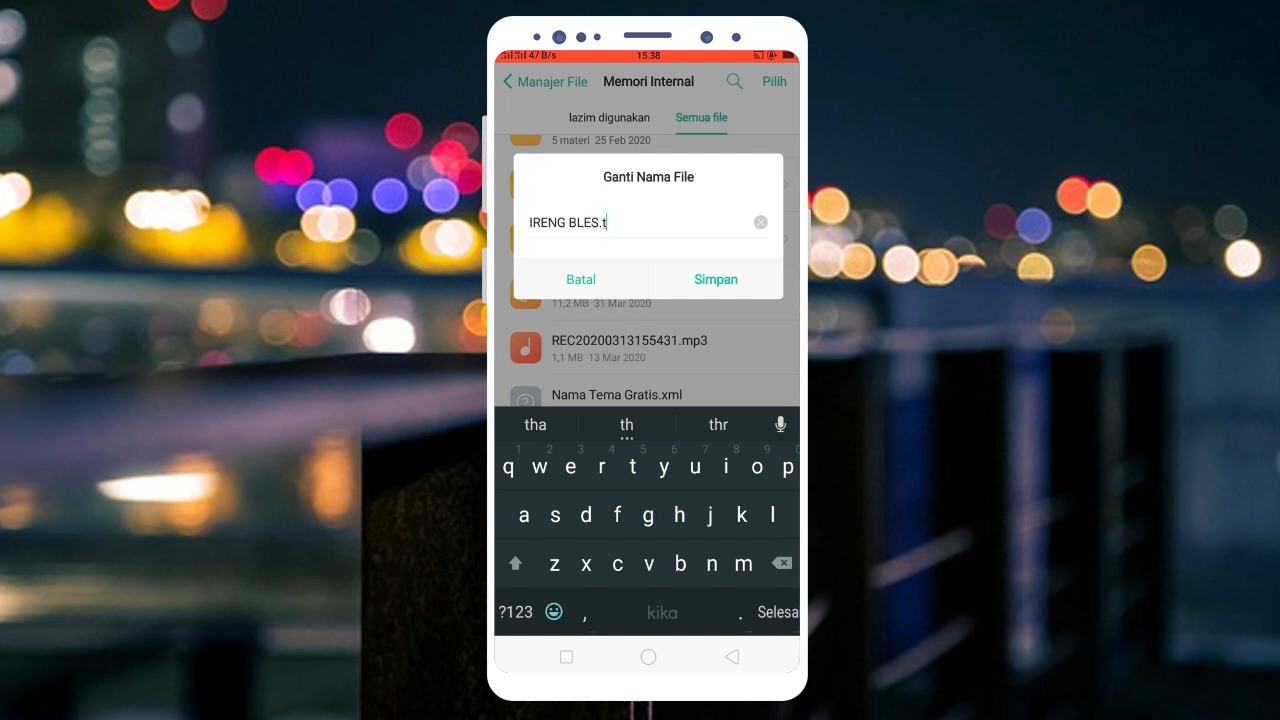 47 B/s 15.38
Manajer File Memori Internal Pilih
lazim digunakan Semua file
5 materi 25 Feb 2020
Ganti Nama File
IRENG BLES.t
Batal Simpan
11,2 MB 31 Mar 2020
REC20200313155431.mp3
1,1 MB 13 Mar 2020
Nama Tema Gratis.xml
tha th thr
1 2 3 4 5 6 7 8 9 0
q w e r t y u i o p
a s d f g h j k l
z x c v b n m
?123 , kika . Selesa